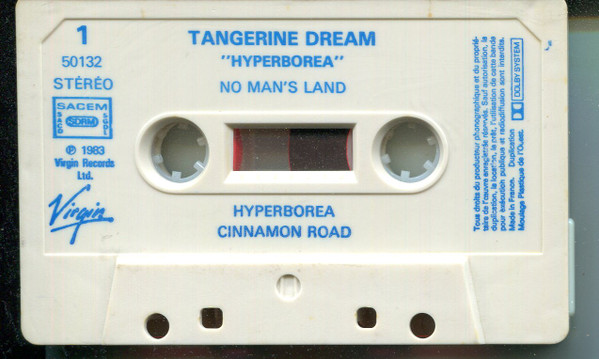 1
50132
STÉRÉO
SACEM
SDRM
SACD
SGDL
℗ 1983
Virgin Records
Ltd.
Virgin
TANGERINE DREAM
"HYPERBOREA"
NO MAN'S LAND
HYPERBOREA
CINNAMON ROAD
Tous droits du producteur phonographique et du proprié-
taire de l'œuvre enregistrée réservés. Sauf autorisation, la
duplication, la location, le prêt, l'utilisation de cette bande
pour exécution publique et radiodiffusion sont interdits.
Made in France. Duplication
Moulage Plastique de l'Ouest.
DOLBY SYSTEM